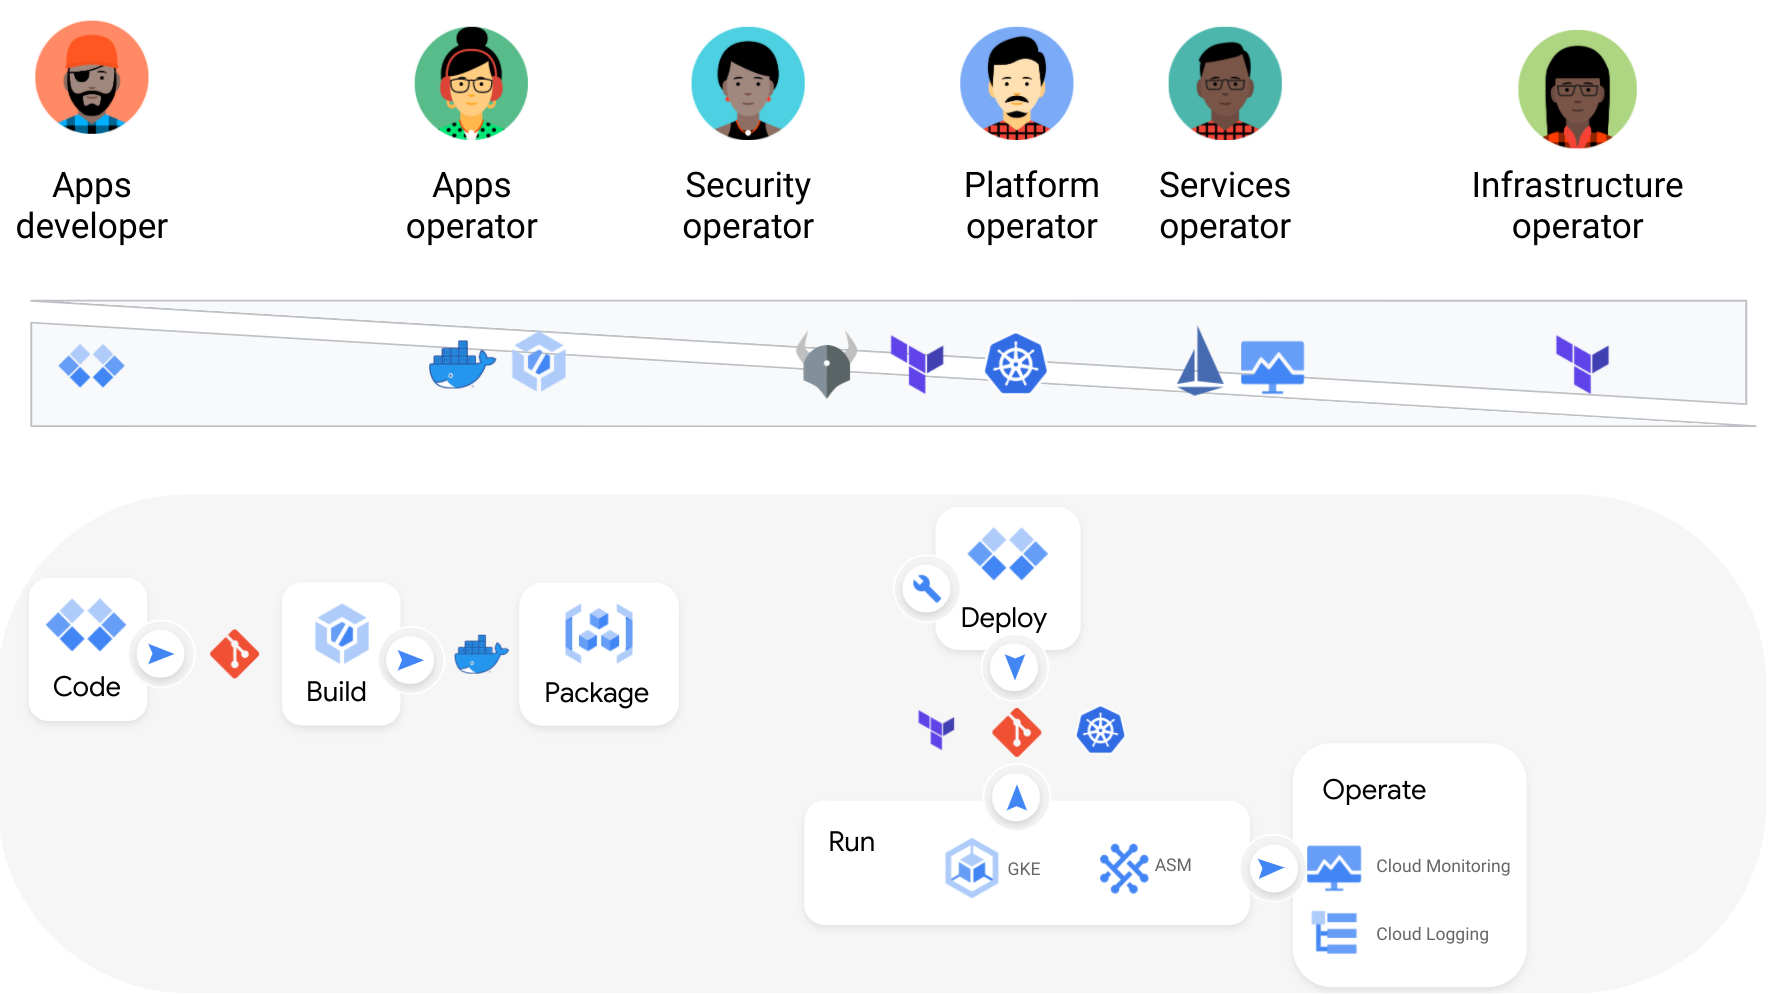 Apps
developer
Apps
operator
Security
operator
Platform
operator
Services
operator
Infrastructure
operator
Code
Build
Package
Deploy
Run
GKE
ASM
Operate
Cloud Monitoring
Cloud Logging